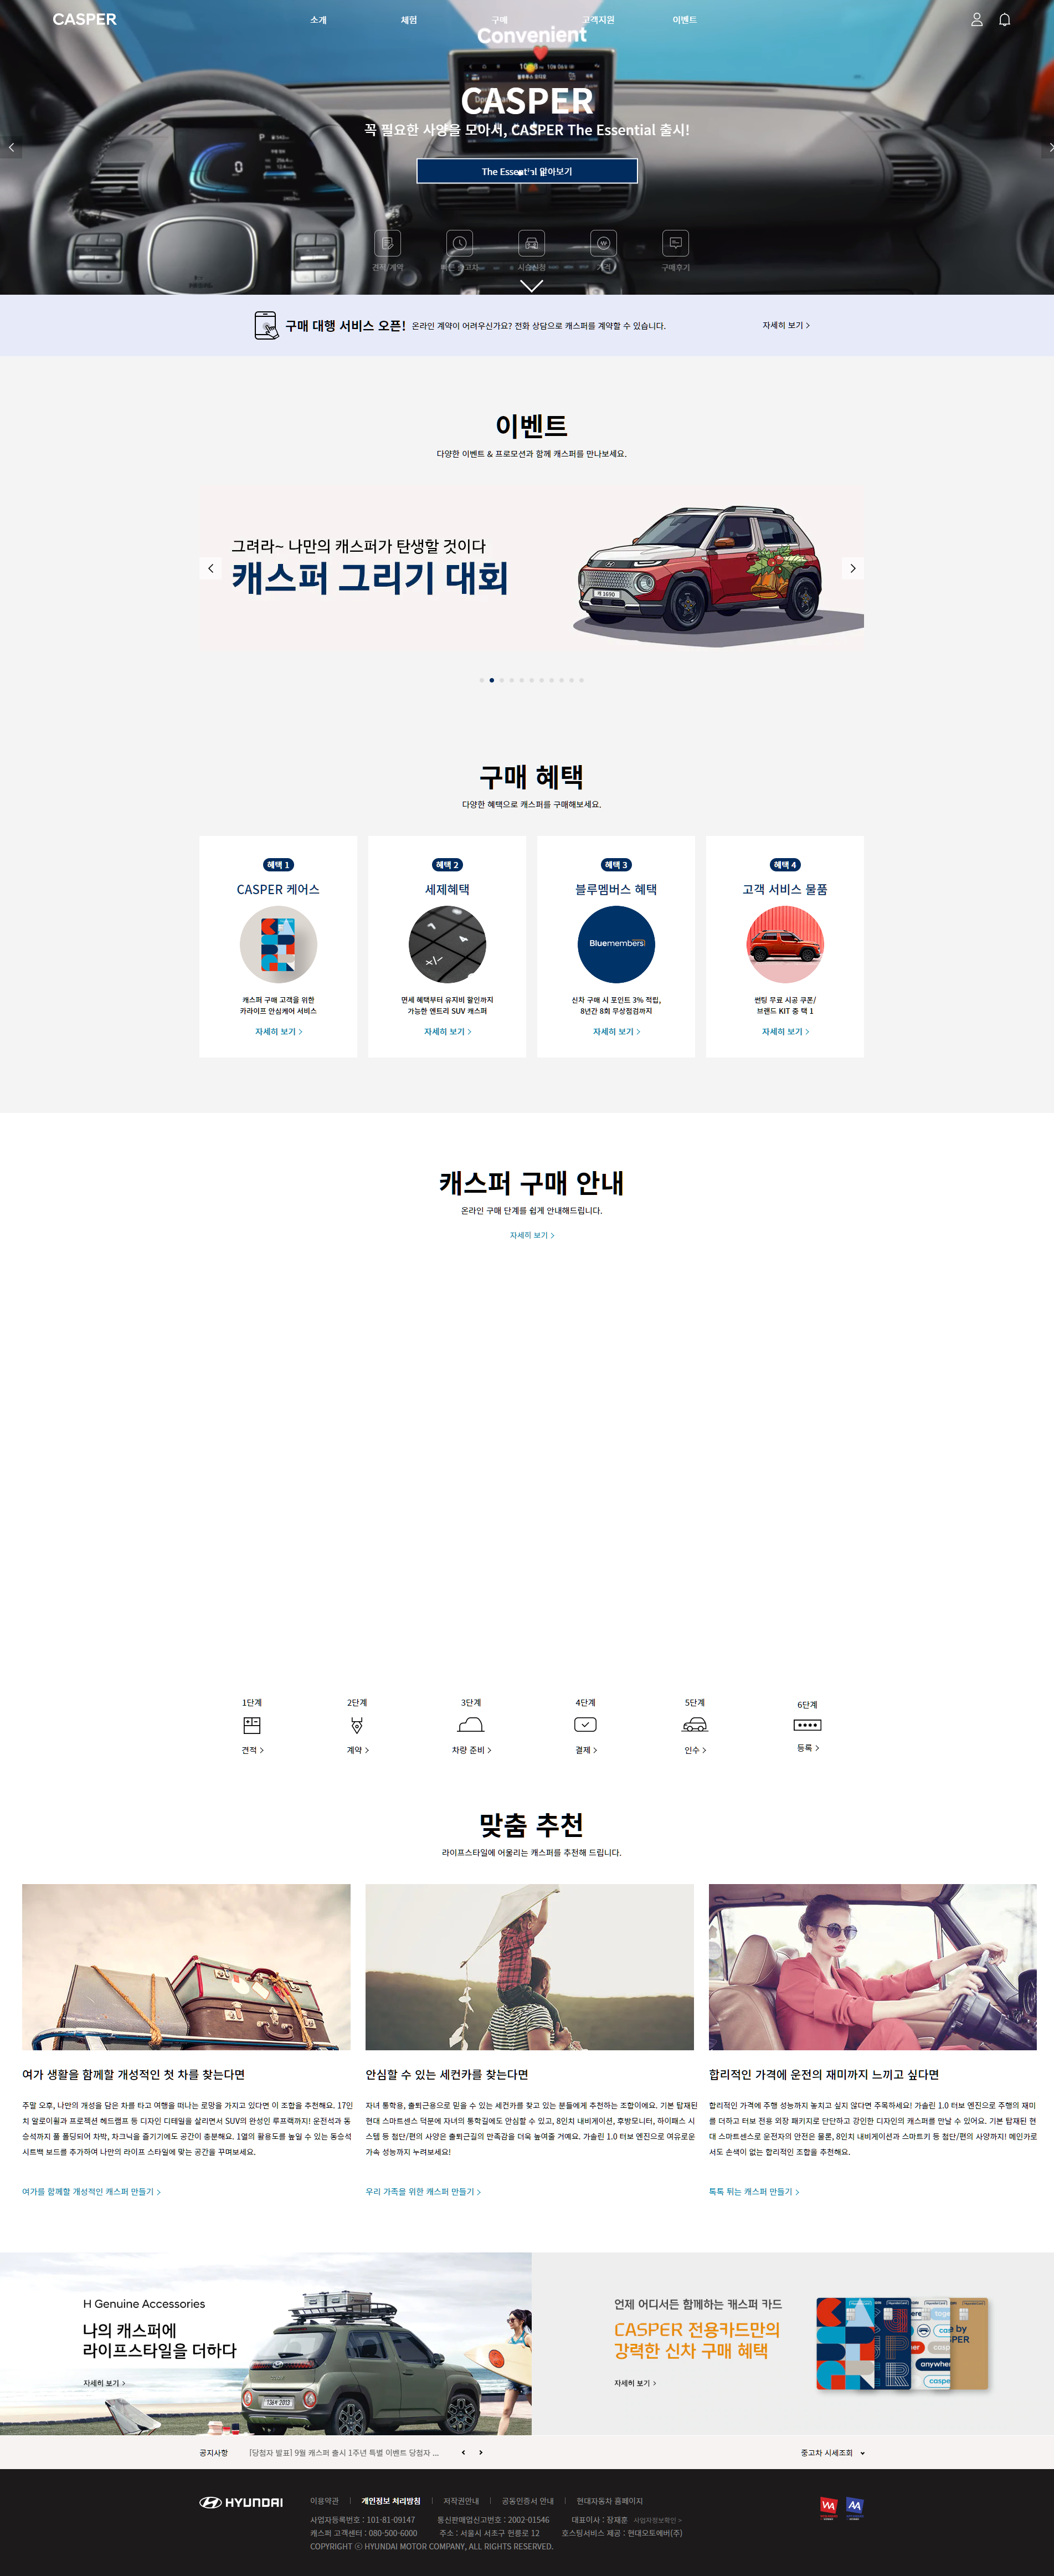 CASPER
소개
체험
구매
고객지원
이벤트
Convenient
CASPER
꼭 필요한 사양을 모아서, CASPER The Essential 출시!
The Essential 알아보기
견적/계약
빠른 출고차
시승신청
가격
구매후기
구매 대행 서비스 오픈!
온라인 계약이 어려우신가요? 전화 상담으로 캐스퍼를 계약할 수 있습니다.
자세히 보기
이벤트
다양한 이벤트 & 프로모션과 함께 캐스퍼를 만나보세요.
그려라~ 나만의 캐스퍼가 탄생할 것이다
캐스퍼 그리기 대회
구매 혜택
다양한 혜택으로 캐스퍼를 구매해보세요.
혜택 1
CASPER 케어스
캐스퍼 구매 고객을 위한
카라이프 안심케어 서비스
자세히 보기
혜택 2
세제혜택
면세 혜택부터 유지비 할인까지
가능한 엔트리 SUV 캐스퍼
자세히 보기
혜택 3
블루멤버스 혜택
Bluemembers
신차 구매 시 포인트 3% 적립,
8년간 8회 무상점검까지
자세히 보기
혜택 4
고객 서비스 물품
썬팅 무료 시공 쿠폰/
브랜드 KIT 중 택 1
자세히 보기
캐스퍼 구매 안내
온라인 구매 단계를 쉽게 안내해드립니다.
자세히 보기
1단계
견적
2단계
계약
3단계
차량 준비
4단계
결제
5단계
인수
6단계
등록
맞춤 추천
라이프스타일에 어울리는 캐스퍼를 추천해 드립니다.
여가 생활을 함께할 개성적인 첫 차를 찾는다면
주말 오후, 나만의 개성을 담은 차를 타고 여행을 떠나는 로망을 가지고 있다면 이 조합을 추천해요. 17인
치 알로이휠과 프로젝션 헤드램프 등 디자인 디테일을 살리면서 SUV의 완성인 루프랙까지! 운전석과 동
승석까지 풀 폴딩되어 차박, 차크닉을 즐기기에도 공간이 충분해요. 1열의 활용도를 높일 수 있는 동승석
시트백 보드를 추가하여 나만의 라이프 스타일에 맞는 공간을 꾸며보세요.
여가를 함께할 개성적인 캐스퍼 만들기
안심할 수 있는 세컨카를 찾는다면
자녀 통학용, 출퇴근용으로 믿을 수 있는 세컨카를 찾고 있는 분들에게 추천하는 조합이에요. 기본 탑재된
현대 스마트센스 덕분에 자녀의 통학길에도 안심할 수 있고, 8인치 내비게이션, 후방모니터, 하이패스 시
스템 등 첨단/편의 사양은 출퇴근길의 만족감을 더욱 높여줄 거예요. 가솔린 1.0 터보 엔진으로 여유로운
가속 성능까지 누려보세요!
우리 가족을 위한 캐스퍼 만들기
합리적인 가격에 운전의 재미까지 느끼고 싶다면
합리적인 가격에 주행 성능까지 놓치고 싶지 않다면 주목하세요! 가솔린 1.0 터보 엔진으로 주행의 재미
를 더하고 터보 전용 외장 패키지로 단단하고 강인한 디자인의 캐스퍼를 만날 수 있어요. 기본 탑재된 현
대 스마트센스로 운전자의 안전은 물론, 8인치 내비게이션과 스마트키 등 첨단/편의 사양까지! 메인카로
서도 손색이 없는 합리적인 조합을 추천해요.
톡톡 튀는 캐스퍼 만들기
H Genuine Accessories
나의 캐스퍼에
라이프스타일을 더하다
자세히 보기
언제 어디서든 함께하는 캐스퍼 카드
CASPER 전용카드만의
강력한 신차 구매 혜택
자세히 보기
공지사항
[당첨자 발표] 9월 캐스퍼 출시 1주년 특별 이벤트 당첨자 ...
중고차 시세조회
HYUNDAI
이용약관
개인정보 처리방침
저작권안내
공동인증서 안내
현대자동차 홈페이지
사업자등록번호 : 101-81-09147
통신판매업신고번호 : 2002-01546
대표이사 : 장재훈
사업자정보확인 >
캐스퍼 고객센터 : 080-500-6000
주소 : 서울시 서초구 헌릉로 12
호스팅서비스 제공 : 현대오토에버(주)
COPYRIGHT ⓒ HYUNDAI MOTOR COMPANY, ALL RIGHTS RESERVED.